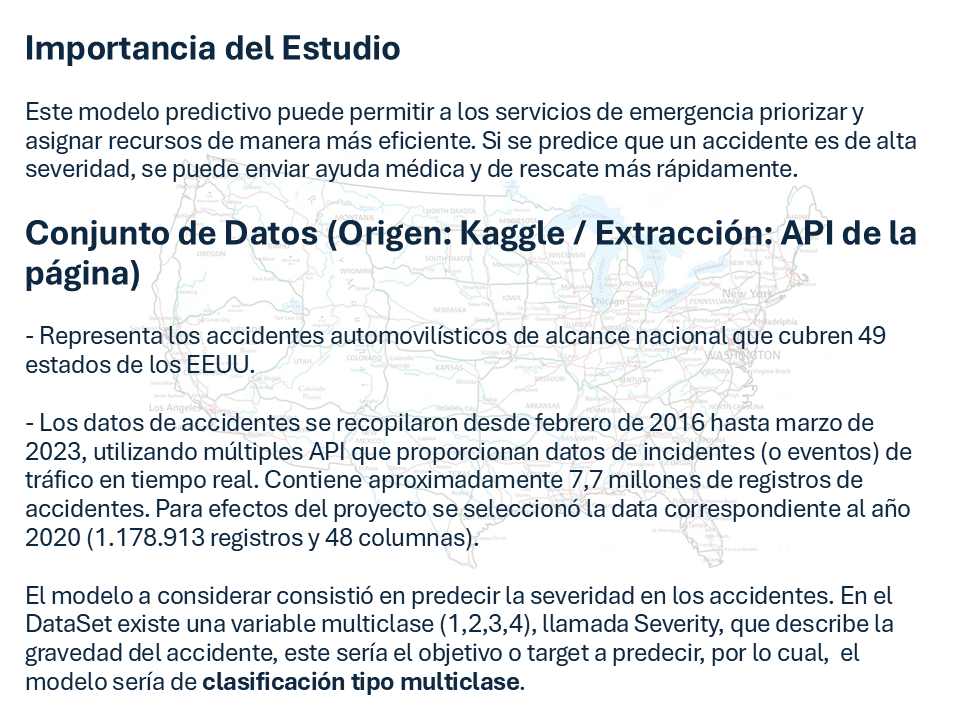 Importancia del Estudio
Este modelo predictivo puede permitir a los servicios de emergencia priorizar y
asignar recursos de manera más eficiente. Si se predice que un accidente es de alta
severidad, se puede enviar ayuda médica y de rescate más rápidamente.
Conjunto de Datos (Origen: Kaggle / Extracción: API de la
página)
- Representa los accidentes automovilísticos de alcance nacional que cubren 49
estados de los EEUU.
- Los datos de accidentes se recopilaron desde febrero de 2016 hasta marzo de
2023, utilizando múltiples API que proporcionan datos de incidentes (o eventos) de
tráfico en tiempo real. Contiene aproximadamente 7,7 millones de registros de
accidentes. Para efectos del proyecto se seleccionó la data correspondiente al año
2020 (1.178.913 registros y 48 columnas).
El modelo a considerar consistió en predecir la severidad en los accidentes. En el
DataSet existe una variable multiclase (1,2,3,4), llamada Severity, que describe la
gravedad del accidente, este sería el objetivo o target a predecir, por lo cual,  el
modelo sería de clasificación tipo multiclase.